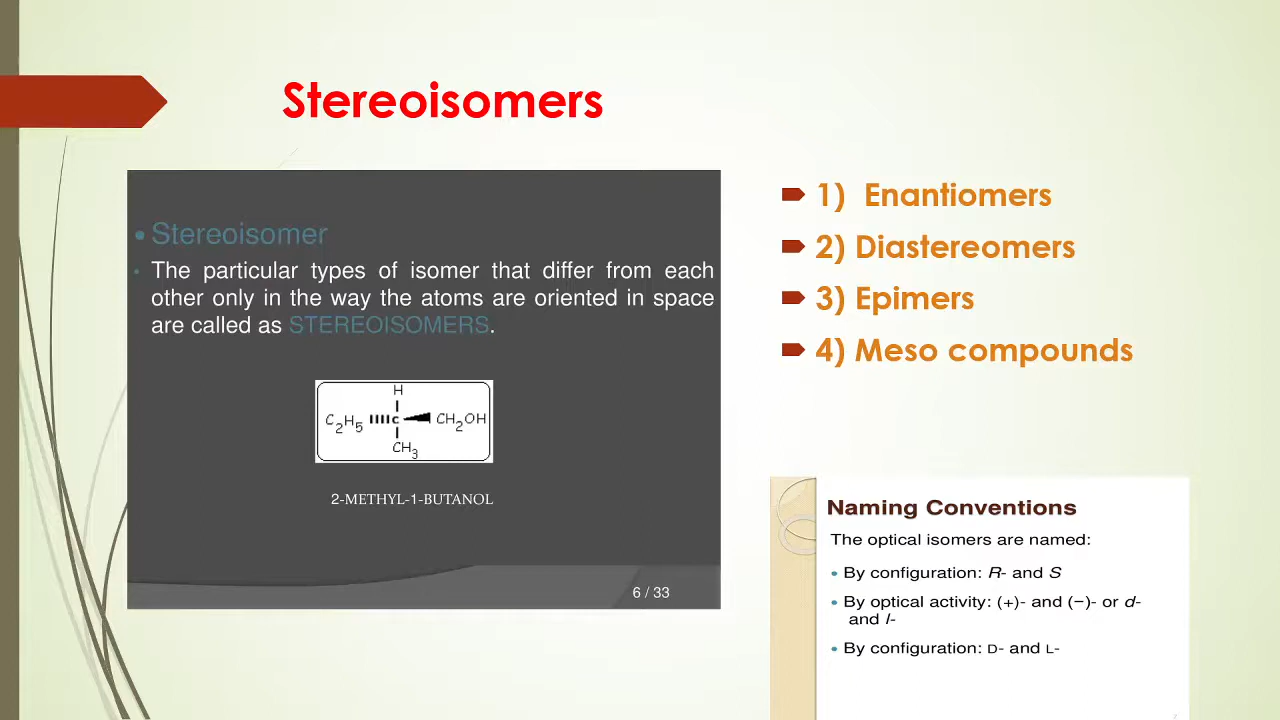 Stereoisomers
• Stereoisomer
• The particular types of isomer that differ from each
other only in the way the atoms are oriented in space
are called as STEREOISOMERS.
H
C2H5 c CH2OH
CH3
2-METHYL-1-BUTANOL
6 / 33
1) Enantiomers
2) Diastereomers
3) Epimers
4) Meso compounds
Naming Conventions
The optical isomers are named:
• By configuration: R- and S
• By optical activity: (+)- and (−)- or d-
and l-
• By configuration: D- and L-